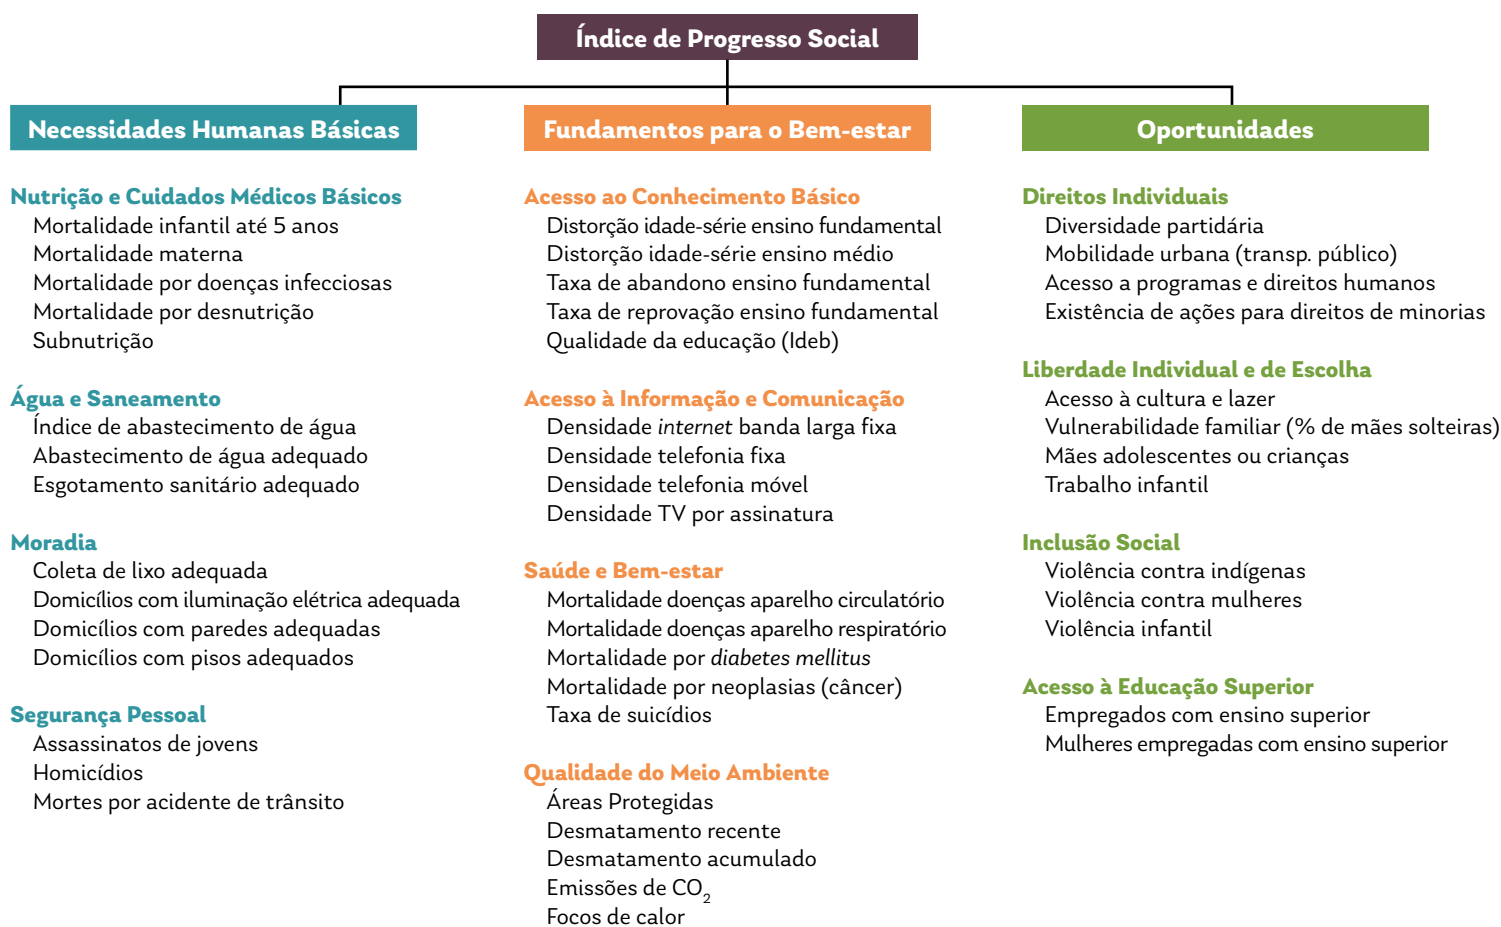 Índice de Progresso Social
Necessidades Humanas Básicas
Nutrição e Cuidados Médicos Básicos
Mortalidade infantil até 5 anos
Mortalidade materna
Mortalidade por doenças infecciosas
Mortalidade por desnutrição
Subnutrição
Água e Saneamento
Índice de abastecimento de água
Abastecimento de água adequado
Esgotamento sanitário adequado
Moradia
Coleta de lixo adequada
Domicílios com iluminação elétrica adequada
Domicílios com paredes adequadas
Domicílios com pisos adequados
Segurança Pessoal
Assassinatos de jovens
Homicídios
Mortes por acidente de trânsito
Fundamentos para o Bem-estar
Acesso ao Conhecimento Básico
Distorção idade-série ensino fundamental
Distorção idade-série ensino médio
Taxa de abandono ensino fundamental
Taxa de reprovação ensino fundamental
Qualidade da educação (Ideb)
Acesso à Informação e Comunicação
Densidade internet banda larga fixa
Densidade telefonia fixa
Densidade telefonia móvel
Densidade TV por assinatura
Saúde e Bem-estar
Mortalidade doenças aparelho circulatório
Mortalidade doenças aparelho respiratório
Mortalidade por diabetes mellitus
Mortalidade por neoplasias (câncer)
Taxa de suicídios
Qualidade do Meio Ambiente
Áreas Protegidas
Desmatamento recente
Desmatamento acumulado
Emissões de CO₂
Focos de calor
Oportunidades
Direitos Individuais
Diversidade partidária
Mobilidade urbana (transp. público)
Acesso a programas e direitos humanos
Existência de ações para direitos de minorias
Liberdade Individual e de Escolha
Acesso à cultura e lazer
Vulnerabilidade familiar (% de mães solteiras)
Mães adolescentes ou crianças
Trabalho infantil
Inclusão Social
Violência contra indígenas
Violência contra mulheres
Violência infantil
Acesso à Educação Superior
Empregados com ensino superior
Mulheres empregadas com ensino superior